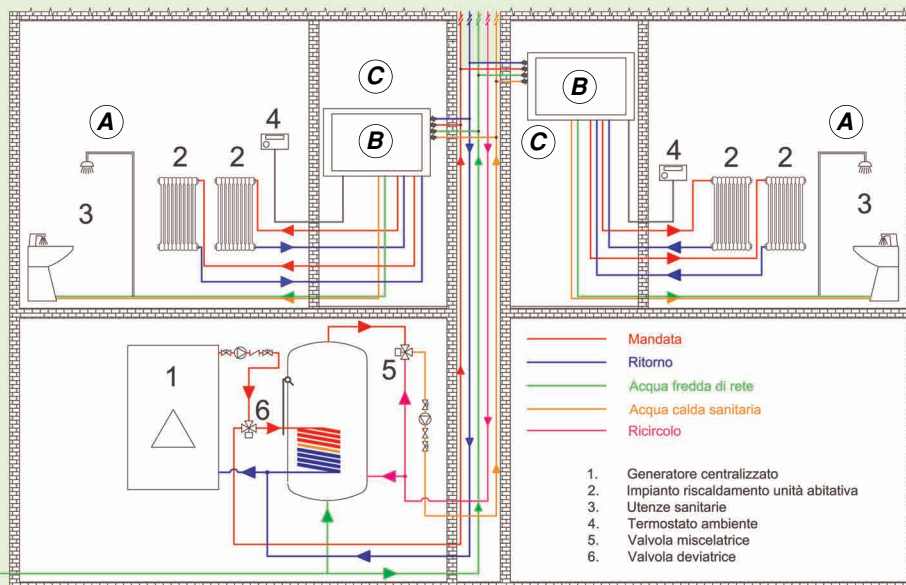 C
B
A
4
2
2
3
B
C
A
4
2
2
3
1
5
6
Mandata
Ritorno
Acqua fredda di rete
Acqua calda sanitaria
Ricircolo
1. Generatore centralizzato
2. Impianto riscaldamento unità abitativa
3. Utenze sanitarie
4. Termostato ambiente
5. Valvola miscelatrice
6. Valvola deviatrice